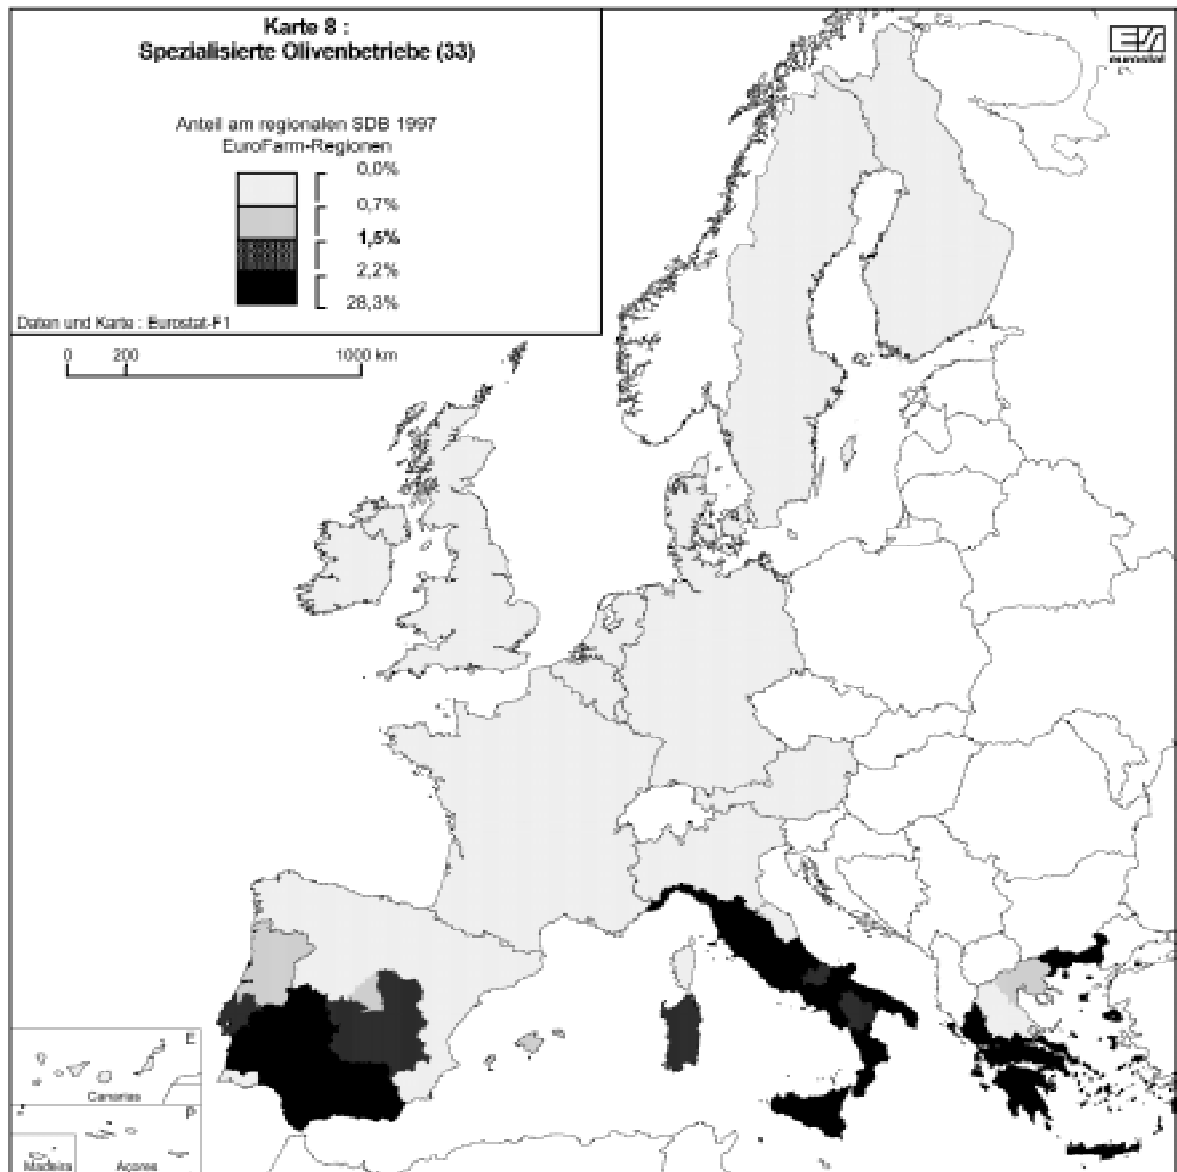 Karte 8 :
Spezialisierte Olivenbetriebe (33)
eurostat
Anteil am regionalen SDB 1997
EuroFarm-Regionen
0,0%
0,7%
1,5%
2,2%
28,3%
Daten und Karte : Eurostat-F1
0 200 1000 km
E
Canarias
P
Madeira Açores